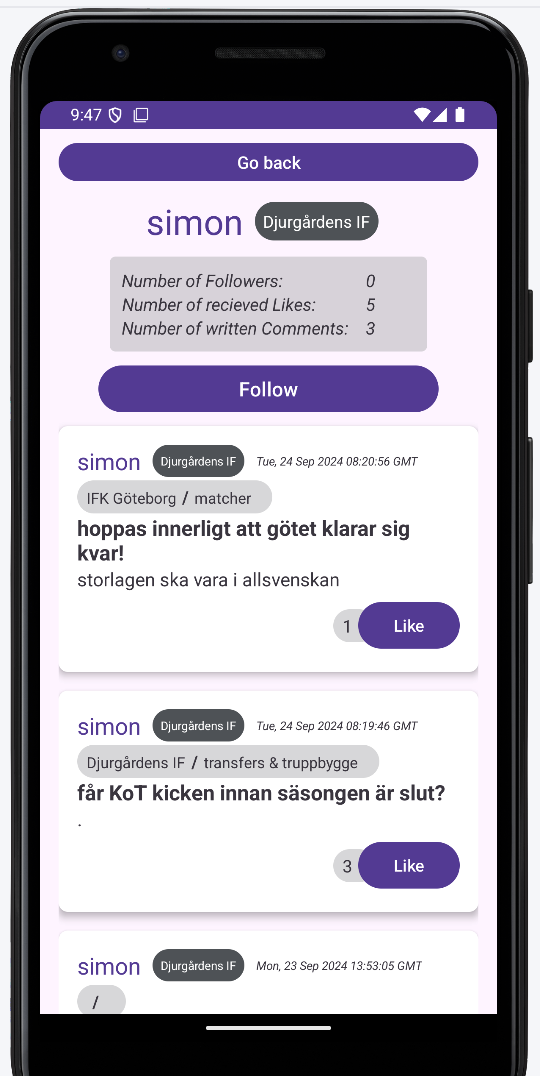 9:47
Go back
simon Djurgårdens IF
Number of Followers: 0
Number of recieved Likes: 5
Number of written Comments: 3
Follow
simon Djurgårdens IF Tue, 24 Sep 2024 08:20:56 GMT
IFK Göteborg / matcher
hoppas innerligt att götet klarar sig
kvar!
storlagen ska vara i allsvenskan
1 Like
simon Djurgårdens IF Tue, 24 Sep 2024 08:19:46 GMT
Djurgårdens IF / transfers & truppbygge
får KoT kicken innan säsongen är slut?
.
3 Like
simon Djurgårdens IF Mon, 23 Sep 2024 13:53:05 GMT
/